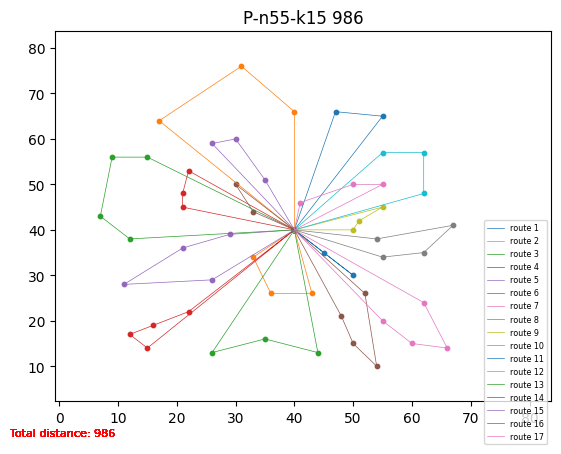 P-n55-k15 986
80
70
60
50
40
30
20
10
0 10 20 30 40 50 60 70 80
route 1
route 2
route 3
route 4
route 5
route 6
route 7
route 8
route 9
route 10
route 11
route 12
route 13
route 14
route 15
route 16
route 17
Total distance: 986